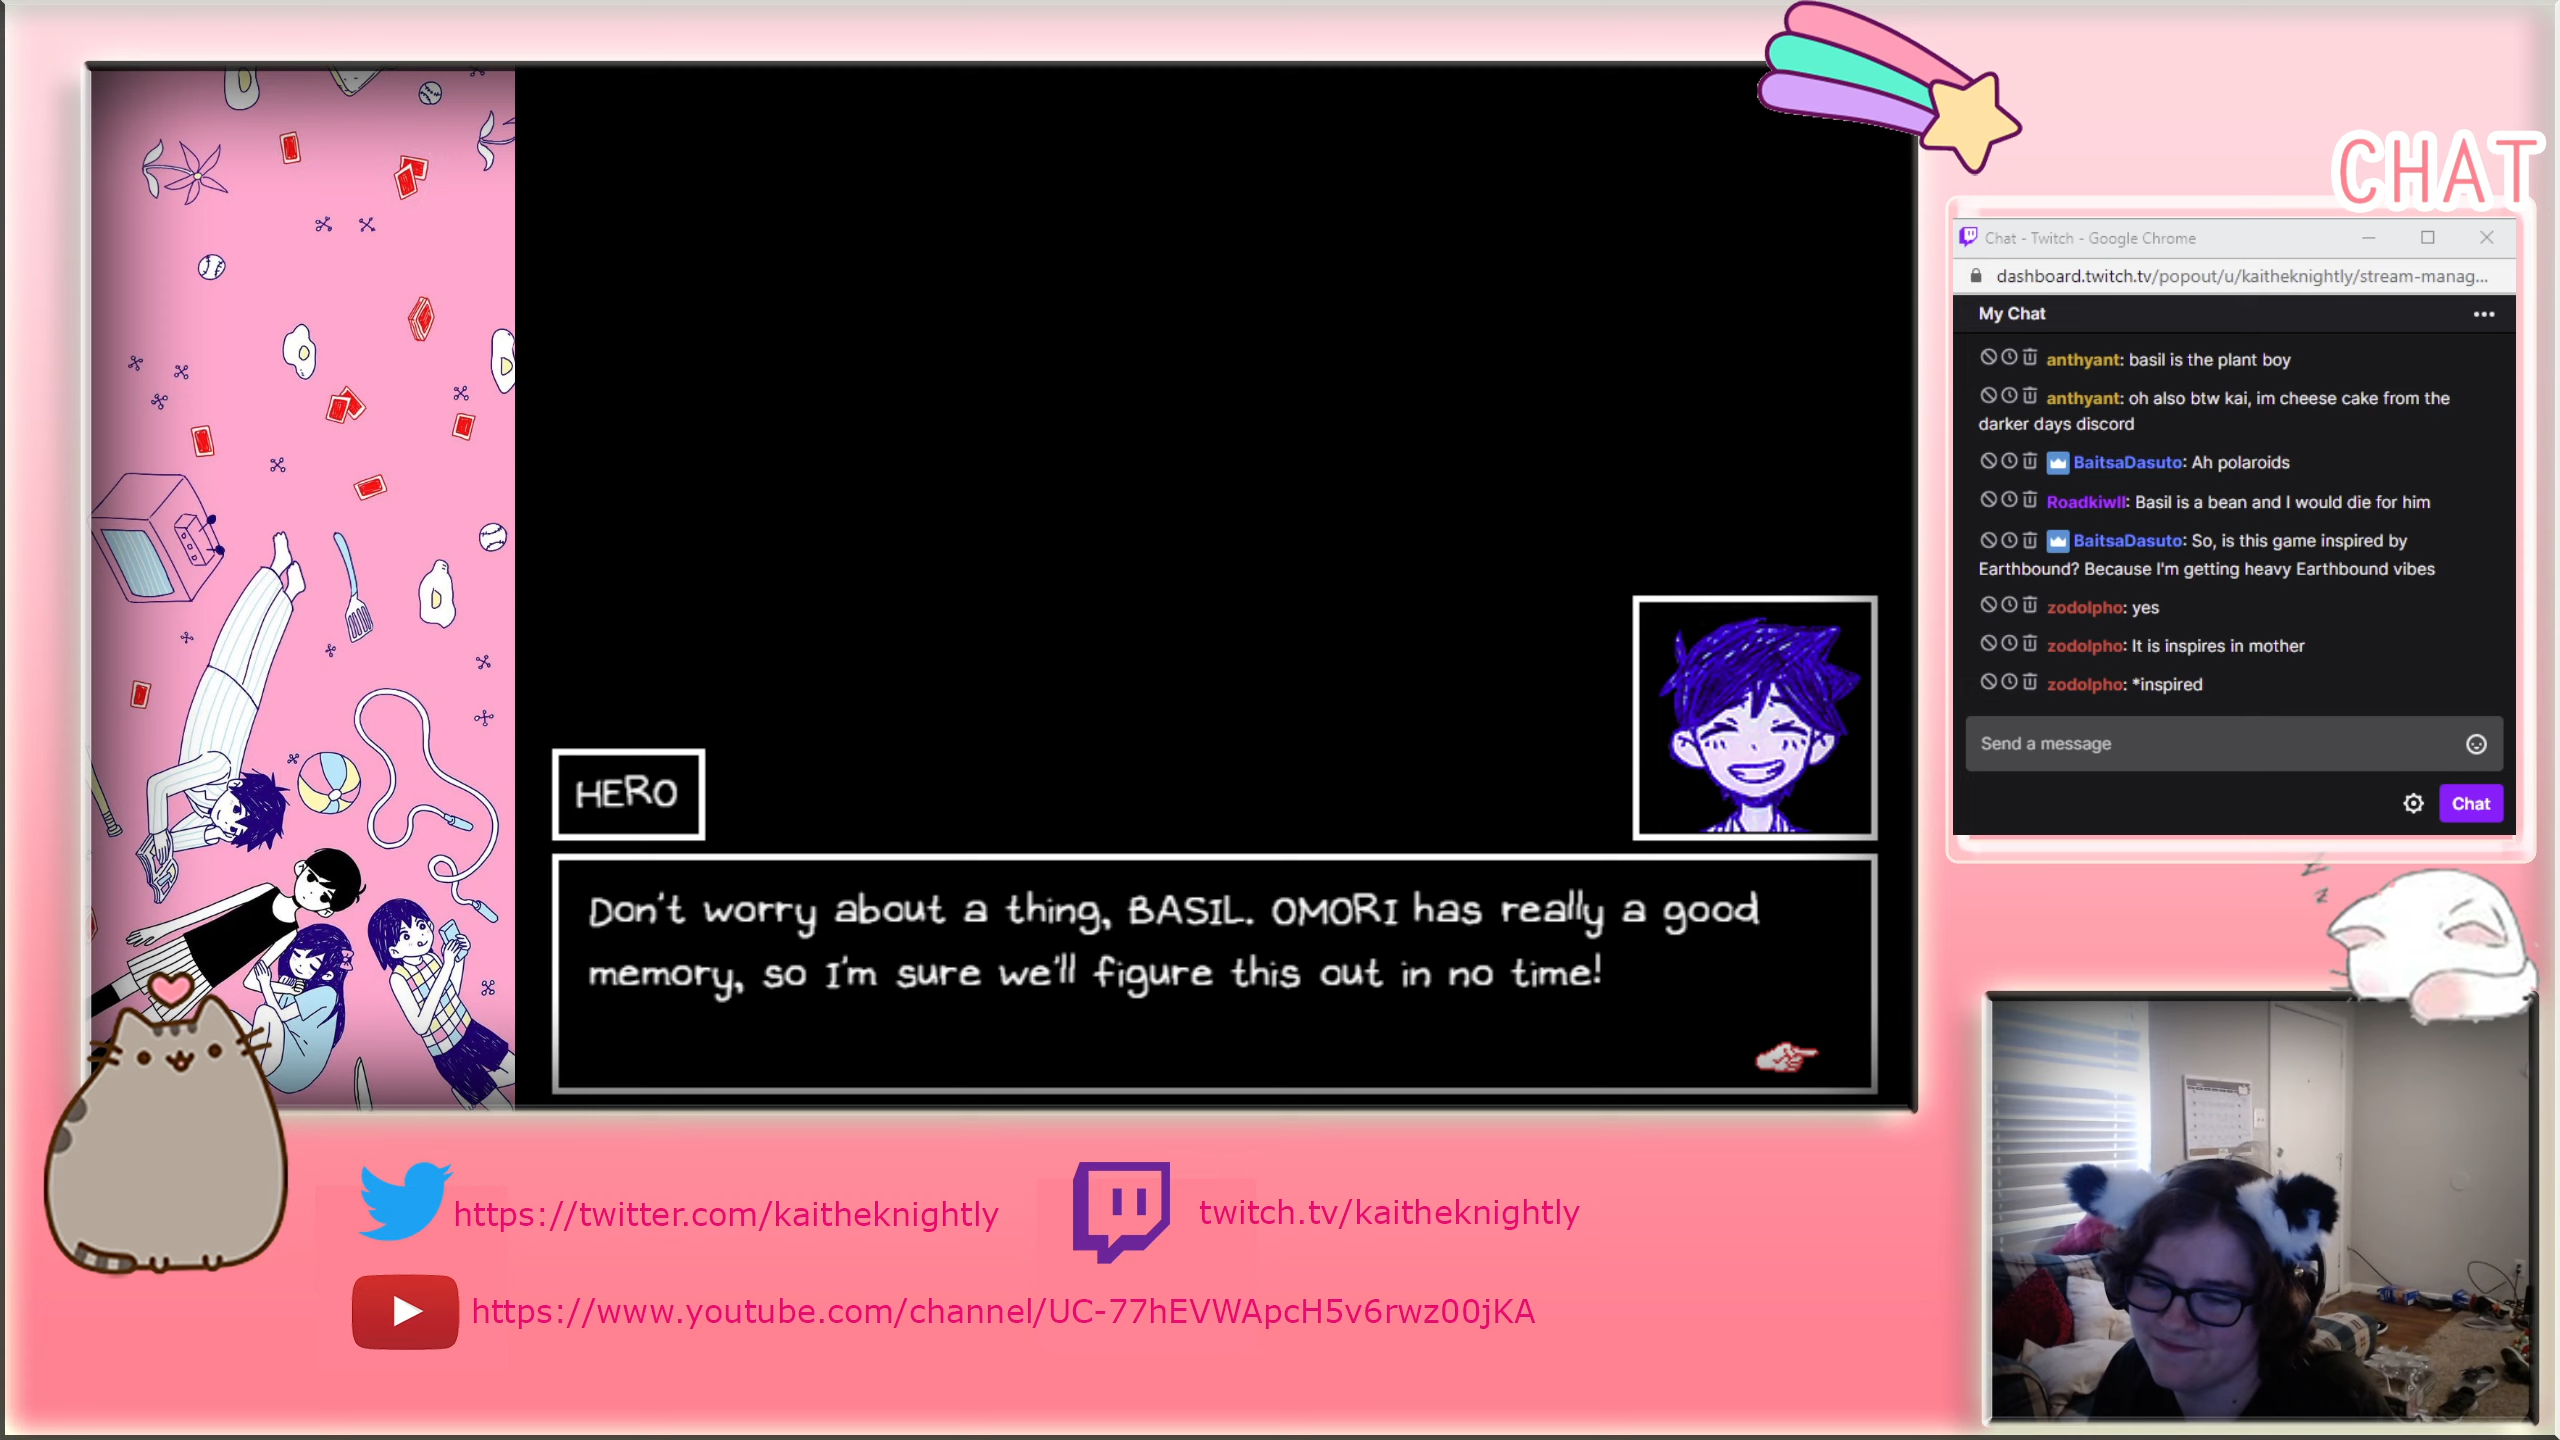 CHAT
Chat - Twitch - Google Chrome
dashboard.twitch.tv/popout/u/kaitheknightly/stream-manag...
My Chat
anthyant: basil is the plant boy
anthyant: oh also btw kai, im cheese cake from the
darker days discord
BaitsaDasuto: Ah polaroids
Roadkiwll: Basil is a bean and I would die for him
BaitsaDasuto: So, is this game inspired by
Earthbound? Because I'm getting heavy Earthbound vibes
zodolpho: yes
zodolpho: It is inspires in mother
zodolpho: *inspired
Send a message
Chat
HERO
Don't worry about a thing, BASIL. OMORI has really a good
memory, so I'm sure we'll figure this out in no time!
z
z
https://twitter.com/kaitheknightly
twitch.tv/kaitheknightly
https://www.youtube.com/channel/UC-77hEVWApcH5v6rwz00jKA